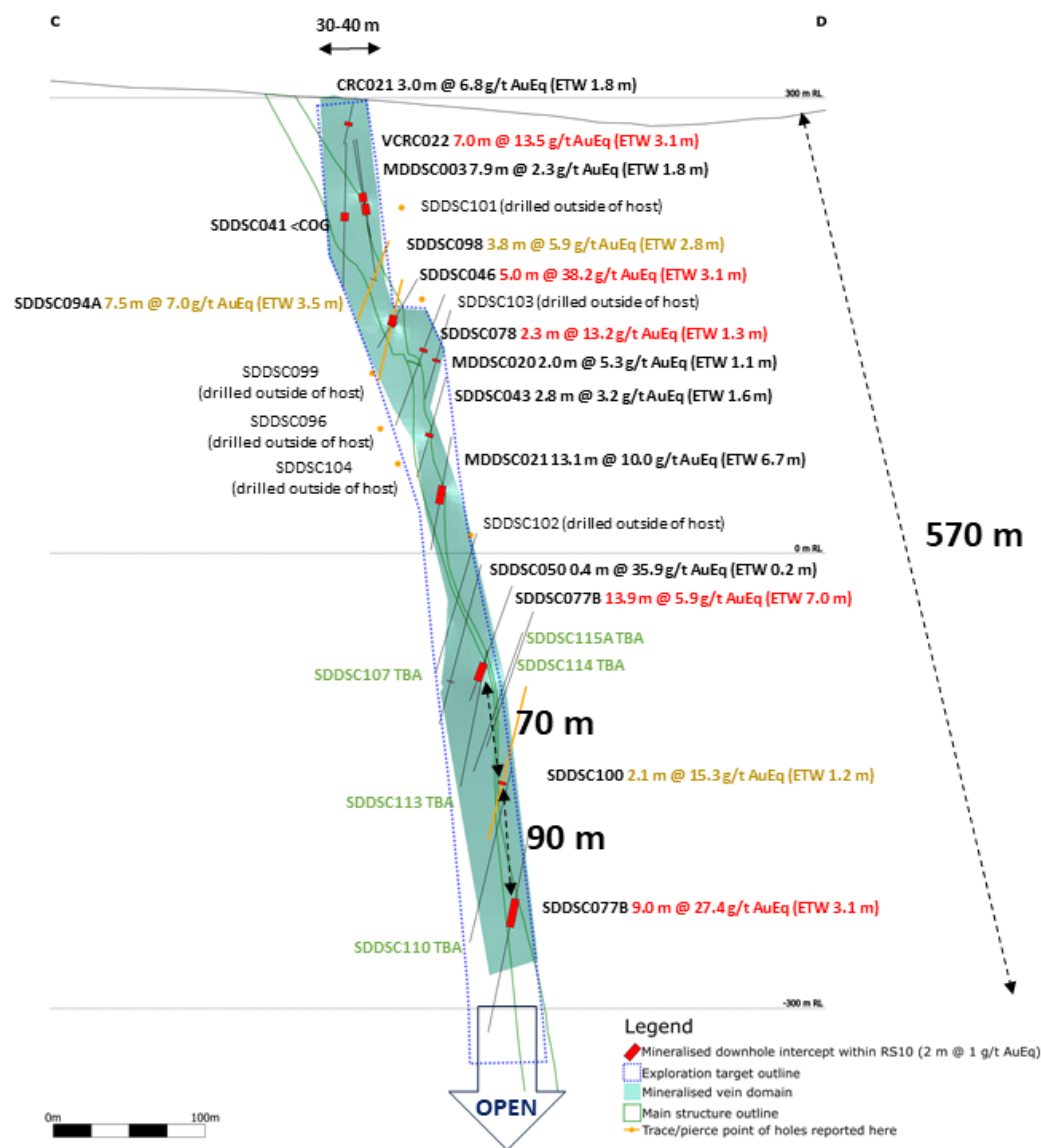 C
D
30-40 m
CRC021 3.0 m @ 6.8 g/t AuEq (ETW 1.8 m)
300 m RL
VCRC022 7.0 m @ 13.5 g/t AuEq (ETW 3.1 m)
MDDSC003 7.9 m @ 2.3 g/t AuEq (ETW 1.8 m)
SDDSC101 (drilled outside of host)
SDDSC041 <COG
SDDSC098 3.8 m @ 5.9 g/t AuEq (ETW 2.8 m)
SDDSC046 5.0 m @ 38.2 g/t AuEq (ETW 3.1 m)
SDDSC094A 7.5 m @ 7.0 g/t AuEq (ETW 3.5 m)
SDDSC103 (drilled outside of host)
SDDSC078 2.3 m @ 13.2 g/t AuEq (ETW 1.3 m)
MDDSC020 2.0 m @ 5.3 g/t AuEq (ETW 1.1 m)
SDDSC099
(drilled outside of host)
SDDSC043 2.8 m @ 3.2 g/t AuEq (ETW 1.6 m)
SDDSC096
(drilled outside of host)
MDDSC021 13.1 m @ 10.0 g/t AuEq (ETW 6.7 m)
SDDSC104
(drilled outside of host)
SDDSC102 (drilled outside of host)
570 m
0 m RL
SDDSC050 0.4 m @ 35.9 g/t AuEq (ETW 0.2 m)
SDDSC077B 13.9 m @ 5.9 g/t AuEq (ETW 7.0 m)
SDDSC115A TBA
SDDSC114 TBA
SDDSC107 TBA
70 m
SDDSC100 2.1 m @ 15.3 g/t AuEq (ETW 1.2 m)
SDDSC113 TBA
90 m
SDDSC077B 9.0 m @ 27.4 g/t AuEq (ETW 3.1 m)
SDDSC110 TBA
-300 m RL
Legend
Mineralised downhole intercept within RS10 (2 m @ 1 g/t AuEq)
Exploration target outline
Mineralised vein domain
Main structure outline
Trace/pierce point of holes reported here
OPEN
0m
100m